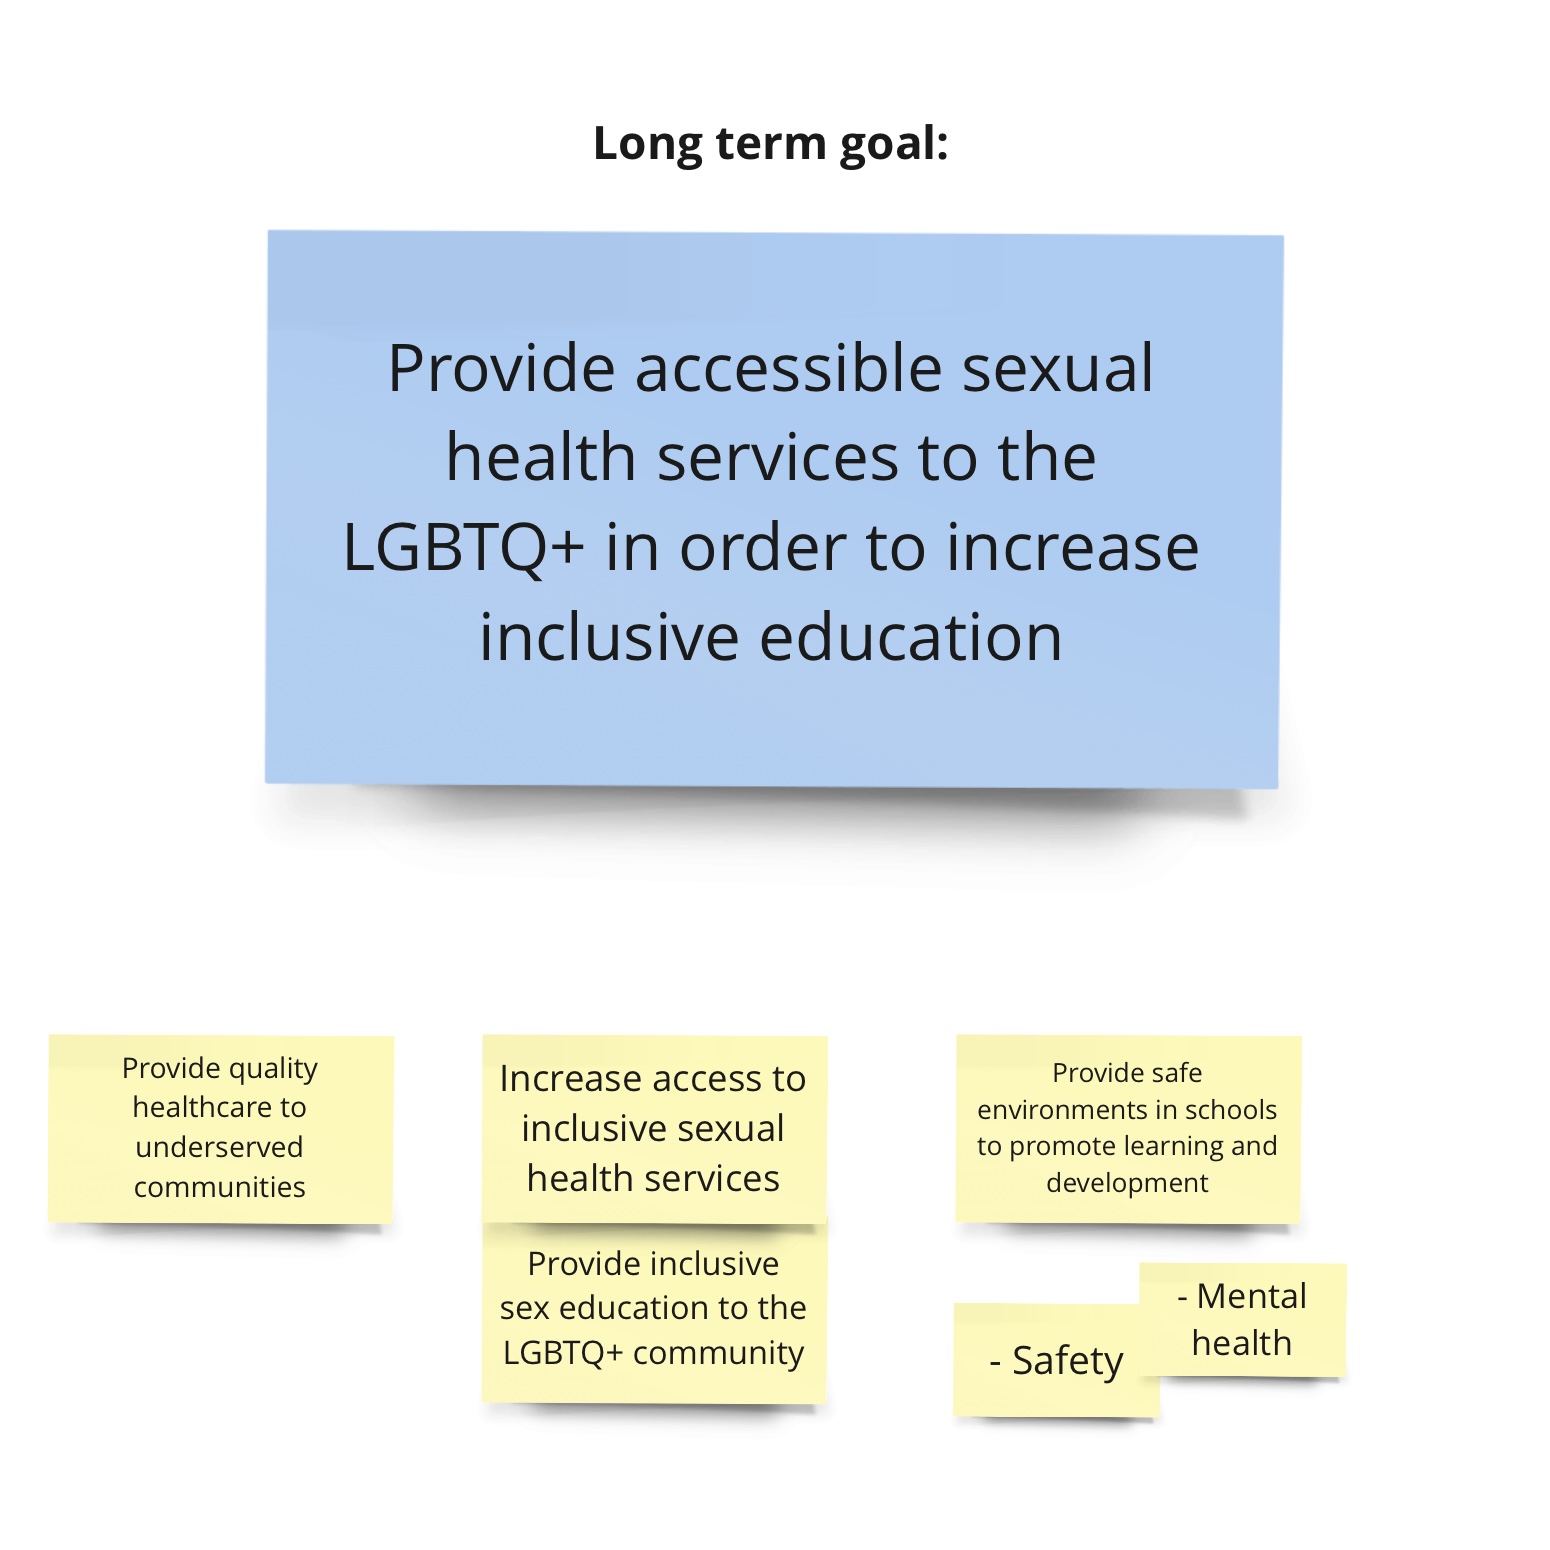 Long term goal:
Provide accessible sexual
health services to the
LGBTQ+ in order to increase
inclusive education
Provide quality
healthcare to
underserved
communities
Increase access to
inclusive sexual
health services
Provide inclusive
sex education to the
LGBTQ+ community
Provide safe
environments in schools
to promote learning and
development
- Safety
- Mental
health